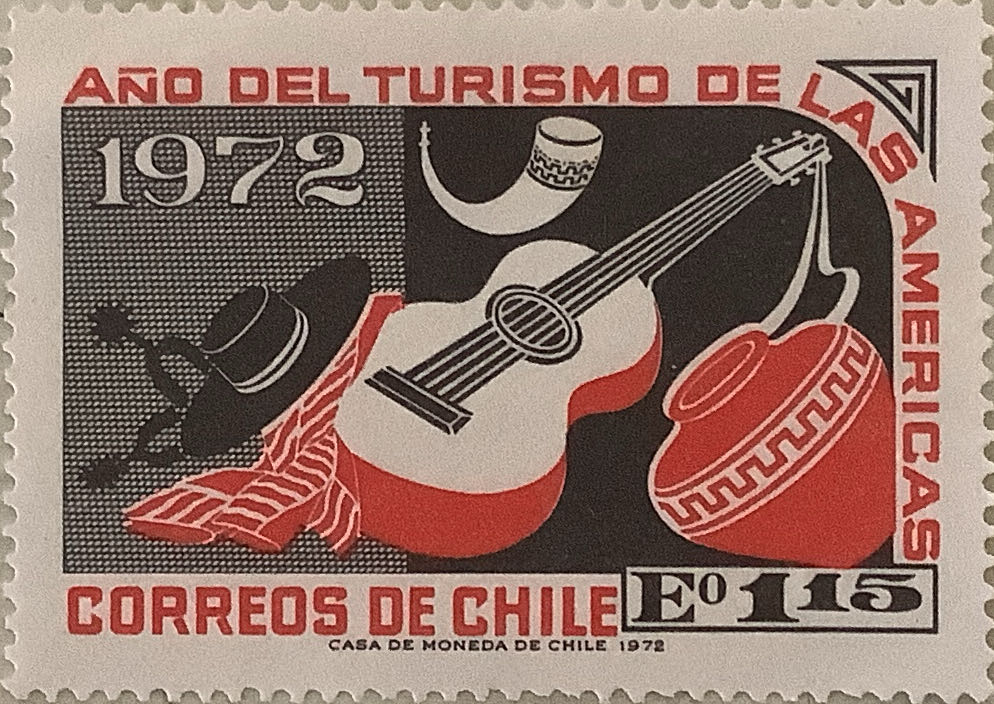 AÑO DEL TURISMO DE LAS AMERICAS
1972
CORREOS DE CHILE
Eº 1.15
CASA DE MONEDA DE CHILE 1972